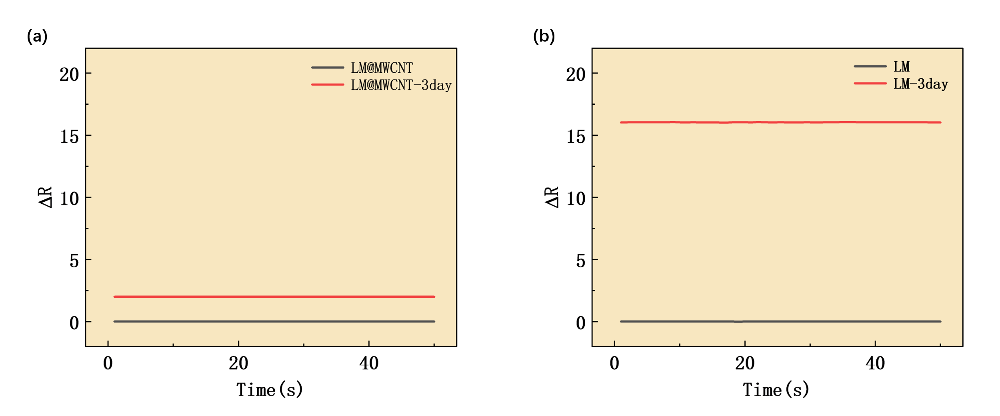 (a)
LM@MWCNT
LM@MWCNT-3day
20
15
10
5
0
ΔR
0 20 40
Time(s)
(b)
LM
LM-3day
20
15
10
5
0
ΔR
0 20 40
Time(s)